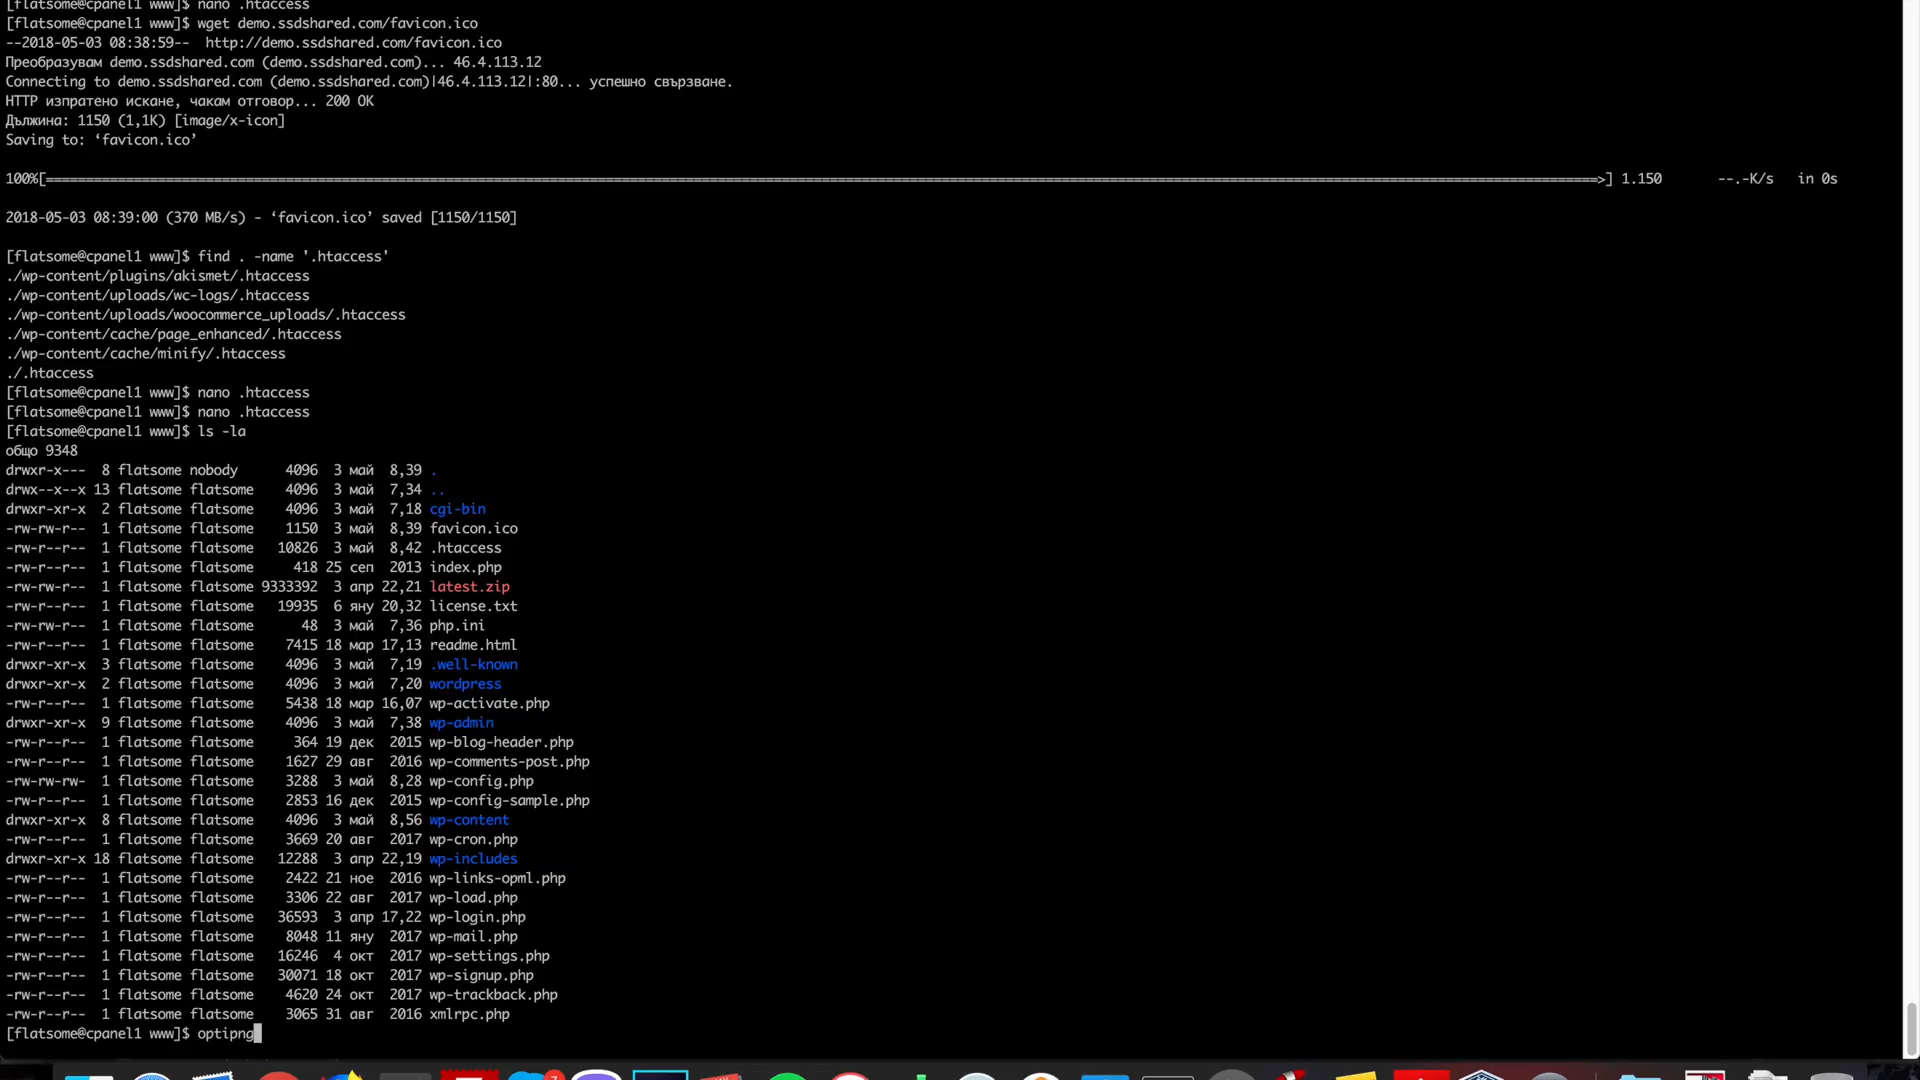 [flatsome@cpanel1 www]$ nano .htaccess
[flatsome@cpanel1 www]$ wget demo.ssdshared.com/favicon.ico
--2018-05-03 08:38:59--  http://demo.ssdshared.com/favicon.ico
Преобразувам demo.ssdshared.com (demo.ssdshared.com)... 46.4.113.12
Connecting to demo.ssdshared.com (demo.ssdshared.com)|46.4.113.12|:80... успешно свързване.
HTTP изпратено искане, чакам отговор... 200 OK
Дължина: 1150 (1,1K) [image/x-icon]
Saving to: ‘favicon.ico’
100%[======================================>] 1.150       --.-K/s   in 0s
2018-05-03 08:39:00 (370 MB/s) - ‘favicon.ico’ saved [1150/1150]
[flatsome@cpanel1 www]$ find . -name '.htaccess'
./wp-content/plugins/akismet/.htaccess
./wp-content/uploads/wc-logs/.htaccess
./wp-content/uploads/woocommerce_uploads/.htaccess
./wp-content/cache/page_enhanced/.htaccess
./wp-content/cache/minify/.htaccess
./.htaccess
[flatsome@cpanel1 www]$ nano .htaccess
[flatsome@cpanel1 www]$ nano .htaccess
[flatsome@cpanel1 www]$ ls -la
общо 9348
drwxr-x---  8 flatsome nobody      4096  3 май  8,39 .
drwx--x--x 13 flatsome flatsome    4096  3 май  7,34 ..
drwxr-xr-x  2 flatsome flatsome    4096  3 май  7,18 cgi-bin
-rw-rw-r--  1 flatsome flatsome    1150  3 май  8,39 favicon.ico
-rw-r--r--  1 flatsome flatsome   10826  3 май  8,42 .htaccess
-rw-r--r--  1 flatsome flatsome     418 25 сеп  2013 index.php
-rw-rw-r--  1 flatsome flatsome 9333392  3 апр 22,21 latest.zip
-rw-r--r--  1 flatsome flatsome   19935  6 яну 20,32 license.txt
-rw-rw-r--  1 flatsome flatsome      48  3 май  7,36 php.ini
-rw-r--r--  1 flatsome flatsome    7415 18 мар 17,13 readme.html
drwxr-xr-x  3 flatsome flatsome    4096  3 май  7,19 .well-known
drwxr-xr-x  2 flatsome flatsome    4096  3 май  7,20 wordpress
-rw-r--r--  1 flatsome flatsome    5438 18 мар 16,07 wp-activate.php
drwxr-xr-x  9 flatsome flatsome    4096  3 май  7,38 wp-admin
-rw-r--r--  1 flatsome flatsome     364 19 дек  2015 wp-blog-header.php
-rw-r--r--  1 flatsome flatsome    1627 29 авг  2016 wp-comments-post.php
-rw-rw-rw-  1 flatsome flatsome    3288  3 май  8,28 wp-config.php
-rw-r--r--  1 flatsome flatsome    2853 16 дек  2015 wp-config-sample.php
drwxr-xr-x  8 flatsome flatsome    4096  3 май  8,56 wp-content
-rw-r--r--  1 flatsome flatsome    3669 20 авг  2017 wp-cron.php
drwxr-xr-x 18 flatsome flatsome   12288  3 апр 22,19 wp-includes
-rw-r--r--  1 flatsome flatsome    2422 21 ное  2016 wp-links-opml.php
-rw-r--r--  1 flatsome flatsome    3306 22 авг  2017 wp-load.php
-rw-r--r--  1 flatsome flatsome   36593  3 апр 17,22 wp-login.php
-rw-r--r--  1 flatsome flatsome    8048 11 яну  2017 wp-mail.php
-rw-r--r--  1 flatsome flatsome   16246  4 окт  2017 wp-settings.php
-rw-r--r--  1 flatsome flatsome   30071 18 окт  2017 wp-signup.php
-rw-r--r--  1 flatsome flatsome    4620 24 окт  2017 wp-trackback.php
-rw-r--r--  1 flatsome flatsome    3065 31 авг  2016 xmlrpc.php
[flatsome@cpanel1 www]$ optipng